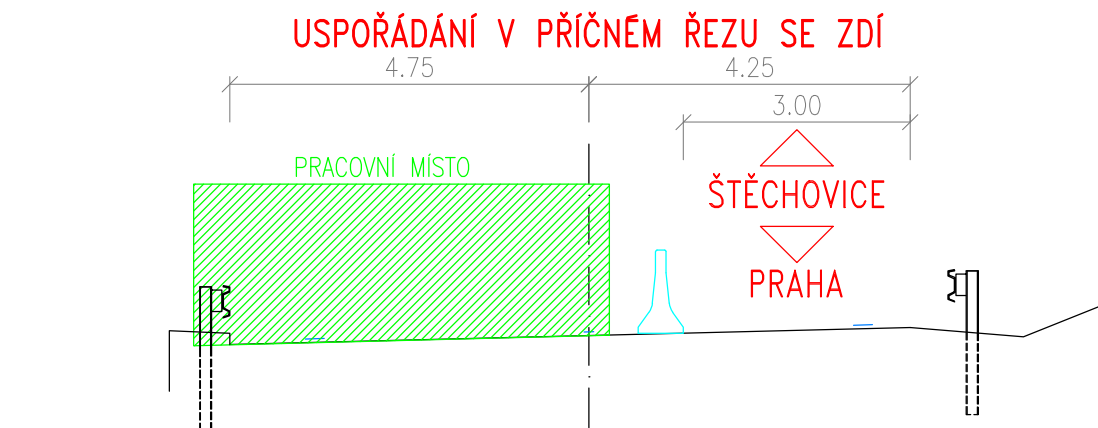 USPOŘÁDÁNÍ V PŘÍČNÉM ŘEZU SE ZDÍ
4.75 4.25
3.00
PRACOVNÍ MÍSTO
ŠTĚCHOVICE
PRAHA